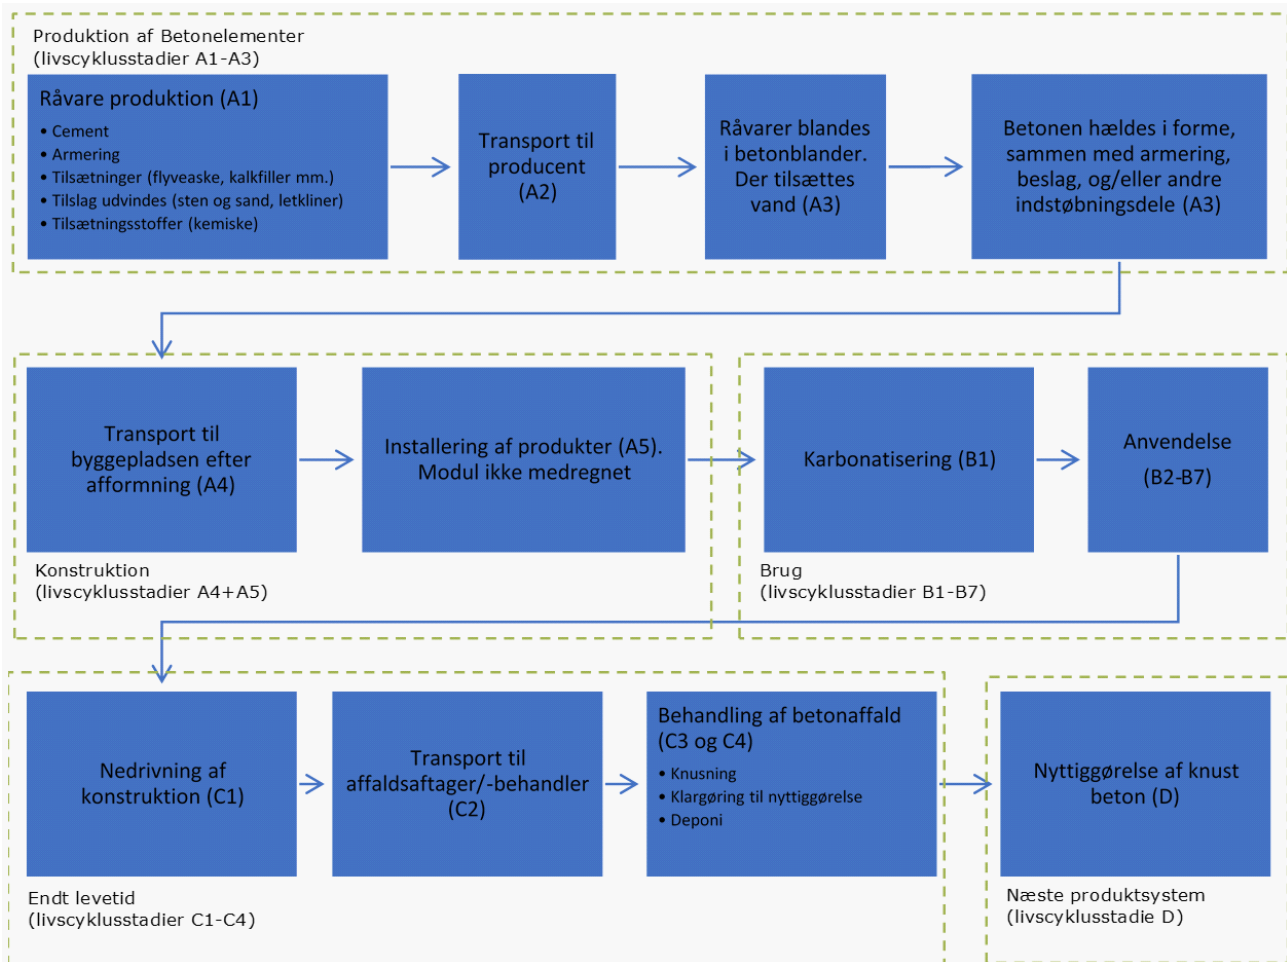 Produktion af Betonelementer
(livscyklusstadier A1-A3)
Råvare produktion (A1)
• Cement
• Armering
• Tilsætninger (flyveaske, kalkfiller mm.)
• Tilslag udvindes (sten og sand, letkliner)
• Tilsætningsstoffer (kemiske)
Transport til
producent
(A2)
Råvarer blandes
i betonblander.
Der tilsættes
vand (A3)
Betonen hældes i forme,
sammen med armering,
beslag, og/eller andre
indstøbningsdele (A3)
Transport til
byggepladsen efter
afformning (A4)
Installering af produkter (A5).
Modul ikke medregnet
Konstruktion
(livscyklusstadier A4+A5)
Karbonatisering (B1)
Anvendelse
(B2-B7)
Brug
(livscyklusstadier B1-B7)
Nedrivning af
konstruktion (C1)
Transport til
affaldsaftager/-behandler
(C2)
Behandling af betonaffald
(C3 og C4)
• Knusning
• Klargøring til nyttiggørelse
• Deponi
Endt levetid
(livscyklusstadier C1-C4)
Nyttiggørelse af knust
beton (D)
Næste produktsystem
(livscyklusstadie D)